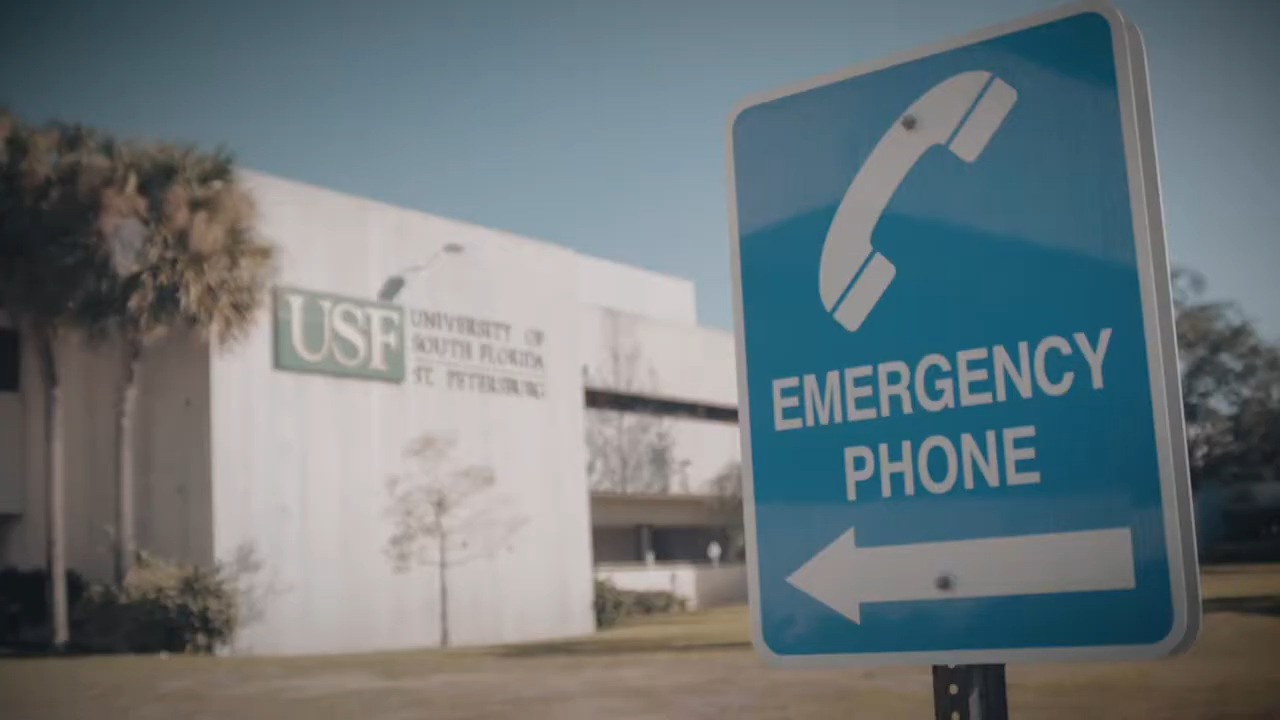 USF
UNIVERSITY OF
SOUTH FLORIDA
ST. PETERSBURG
EMERGENCY
PHONE